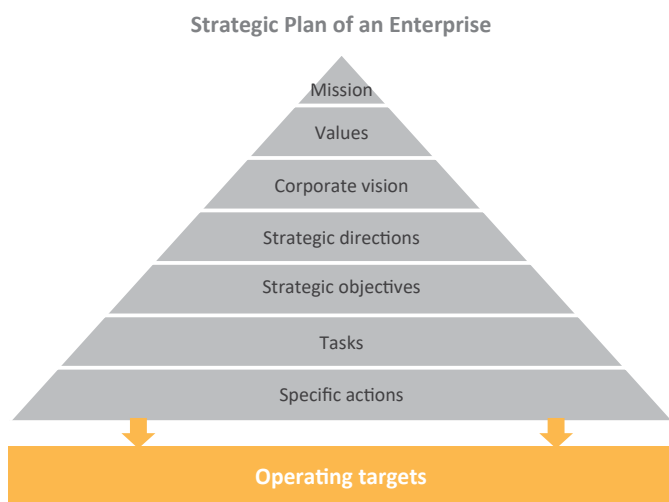 Strategic Plan of an Enterprise
Mission
Values
Corporate vision
Strategic directions
Strategic objectives
Tasks
Specific actions
Operating targets